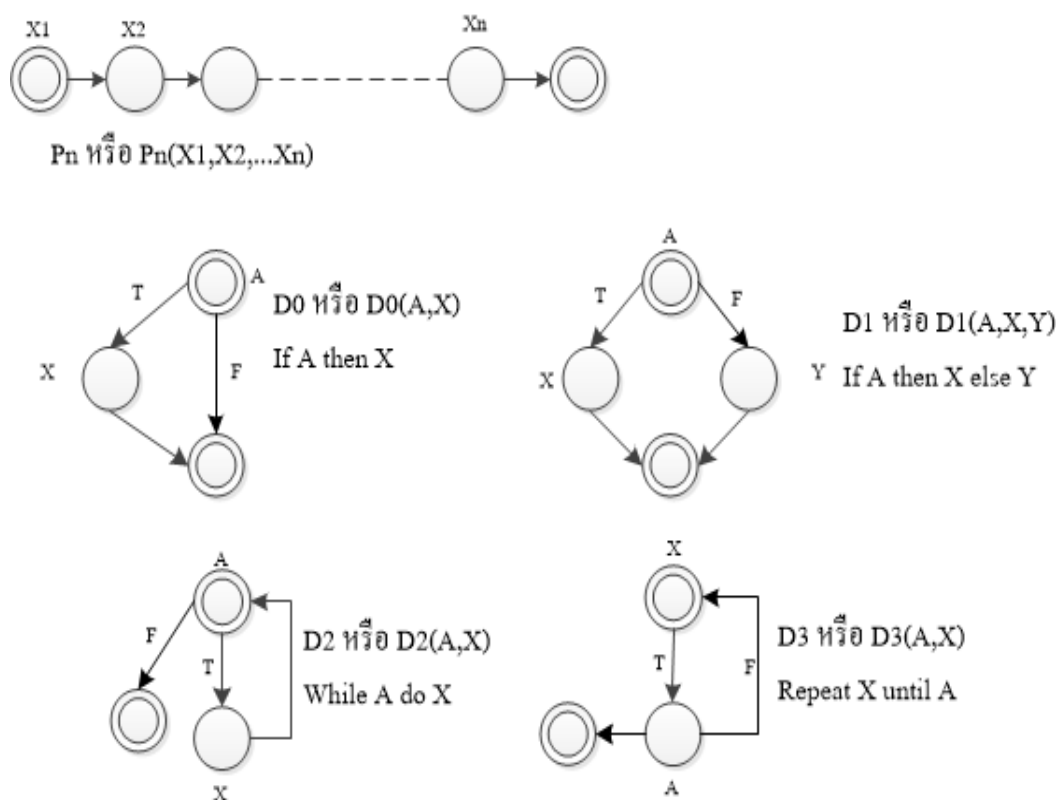 X1
X2
Xn
Pn หรือ Pn(X1,X2,...Xn)
A
T
F
X
D0 หรือ D0(A,X)
If A then X
A
T
F
X
Y
D1 หรือ D1(A,X,Y)
If A then X else Y
A
F
T
X
D2 หรือ D2(A,X)
While A do X
X
T
F
A
D3 หรือ D3(A,X)
Repeat X until A